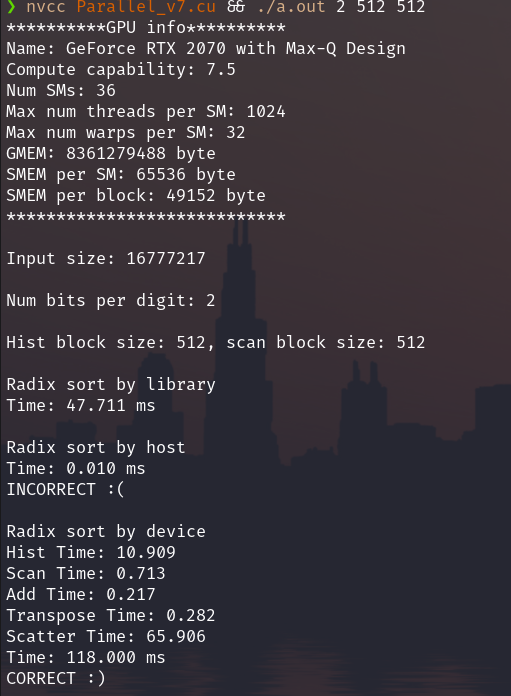 ❯ nvcc Parallel_v7.cu && ./a.out 2 512 512
**********GPU info**********
Name: GeForce RTX 2070 with Max-Q Design
Compute capability: 7.5
Num SMs: 36
Max num threads per SM: 1024
Max num warps per SM: 32
GMEM: 8361279488 byte
SMEM per SM: 65536 byte
SMEM per block: 49152 byte
****************************
Input size: 16777217
Num bits per digit: 2
Hist block size: 512, scan block size: 512
Radix sort by library
Time: 47.711 ms
Radix sort by host
Time: 0.010 ms
INCORRECT :(
Radix sort by device
Hist Time: 10.909
Scan Time: 0.713
Add Time: 0.217
Transpose Time: 0.282
Scatter Time: 65.906
Time: 118.000 ms
CORRECT :)